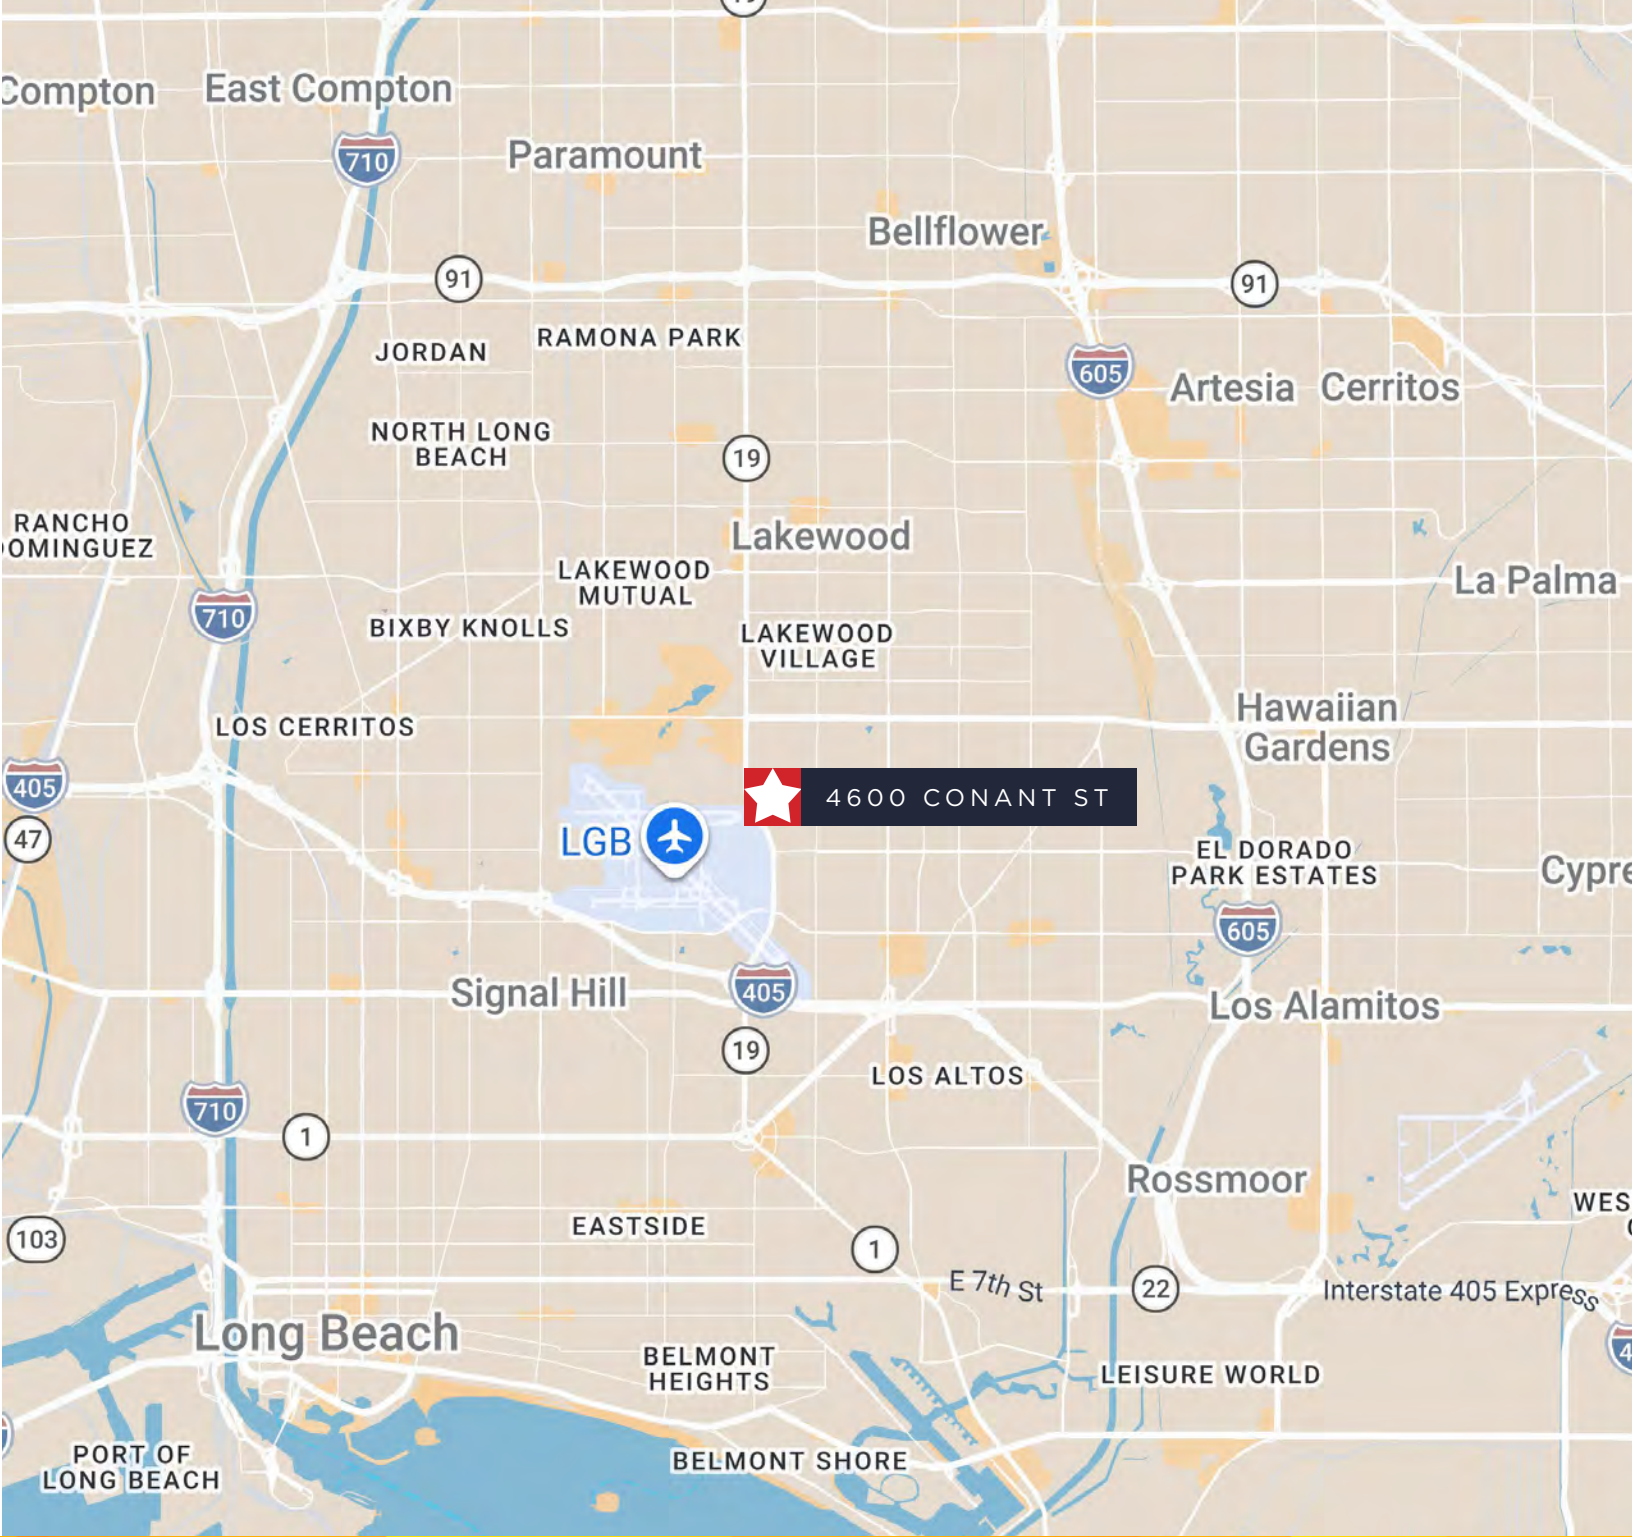 19
Compton
East Compton
710
Paramount
Bellflower
91
91
JORDAN
RAMONA PARK
605
Artesia
Cerritos
NORTH LONG
BEACH
19
RANCHO
DOMINGUEZ
Lakewood
LAKEWOOD
MUTUAL
La Palma
710
BIXBY KNOLLS
LAKEWOOD
VILLAGE
LOS CERRITOS
Hawaiian
Gardens
405
4600 CONANT ST
47
LGB
EL DORADO
PARK ESTATES
Cypre
605
Signal Hill
405
Los Alamitos
19
LOS ALTOS
710
1
Rossmoor
WES
103
EASTSIDE
1
E 7th St
22
Interstate 405 Express
Long Beach
4
BELMONT
HEIGHTS
LEISURE WORLD
PORT OF
LONG BEACH
BELMONT SHORE